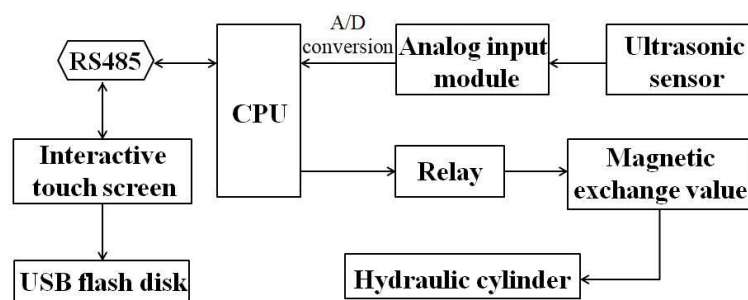 A/D
conversion
RS485
CPU
Analog input
module
Ultrasonic
sensor
Interactive
touch screen
Relay
Magnetic
exchange value
USB flash disk
Hydraulic cylinder